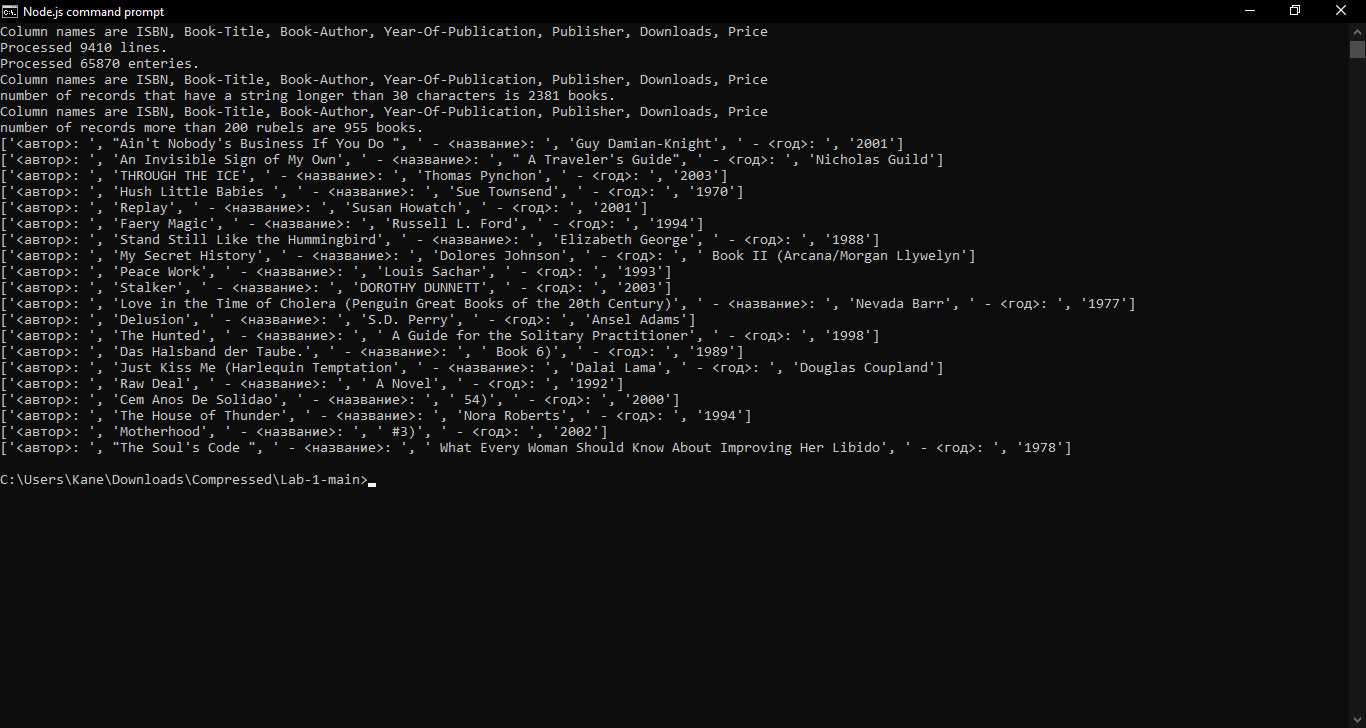 Node.js command prompt
Column names are ISBN, Book-Title, Book-Author, Year-Of-Publication, Publisher, Downloads, Price
Processed 9410 lines.
Processed 65870 enteries.
Column names are ISBN, Book-Title, Book-Author, Year-Of-Publication, Publisher, Downloads, Price
number of records that have a string longer than 30 characters is 2381 books.
Column names are ISBN, Book-Title, Book-Author, Year-Of-Publication, Publisher, Downloads, Price
number of records more than 200 rubels are 955 books.
['<автор>: ', "Ain't Nobody's Business If You Do ", ' - <название>: ', 'Guy Damian-Knight', ' - <год>: ', '2001']
['<автор>: ', 'An Invisible Sign of My Own', ' - <название>: ', " A Traveler's Guide", ' - <год>: ', 'Nicholas Guild']
['<автор>: ', 'THROUGH THE ICE', ' - <название>: ', 'Thomas Pynchon', ' - <год>: ', '2003']
['<автор>: ', 'Hush Little Babies ', ' - <название>: ', 'Sue Townsend', ' - <год>: ', '1970']
['<автор>: ', 'Replay', ' - <название>: ', 'Susan Howatch', ' - <год>: ', '2001']
['<автор>: ', 'Faery Magic', ' - <название>: ', 'Russell L. Ford', ' - <год>: ', '1994']
['<автор>: ', 'Stand Still Like the Hummingbird', ' - <название>: ', 'Elizabeth George', ' - <год>: ', '1988']
['<автор>: ', 'My Secret History', ' - <название>: ', 'Dolores Johnson', ' - <год>: ', ' Book II (Arcana/Morgan Llywelyn']
['<автор>: ', 'Peace Work', ' - <название>: ', 'Louis Sachar', ' - <год>: ', '1993']
['<автор>: ', 'Stalker', ' - <название>: ', 'DOROTHY DUNNETT', ' - <год>: ', '2003']
['<автор>: ', 'Love in the Time of Cholera (Penguin Great Books of the 20th Century)', ' - <название>: ', 'Nevada Barr', ' - <год>: ', '1977']
['<автор>: ', 'Delusion', ' - <название>: ', 'S.D. Perry', ' - <год>: ', 'Ansel Adams']
['<автор>: ', 'The Hunted', ' - <название>: ', ' A Guide for the Solitary Practitioner', ' - <год>: ', '1998']
['<автор>: ', 'Das Halsband der Taube.', ' - <название>: ', ' Book 6)', ' - <год>: ', '1989']
['<автор>: ', 'Just Kiss Me (Harlequin Temptation', ' - <название>: ', 'Dalai Lama', ' - <год>: ', 'Douglas Coupland']
['<автор>: ', 'Raw Deal', ' - <название>: ', ' A Novel', ' - <год>: ', '1992']
['<автор>: ', 'Cem Anos De Solidao', ' - <название>: ', ' 54)', ' - <год>: ', '2000']
['<автор>: ', 'The House of Thunder', ' - <название>: ', 'Nora Roberts', ' - <год>: ', '1994']
['<автор>: ', 'Motherhood', ' - <название>: ', ' #3)', ' - <год>: ', '2002']
['<автор>: ', "The Soul's Code ", ' - <название>: ', ' What Every Woman Should Know About Improving Her Libido', ' - <год>: ', '1978']
C:\Users\Kane\Downloads\Compressed\Lab-1-main>